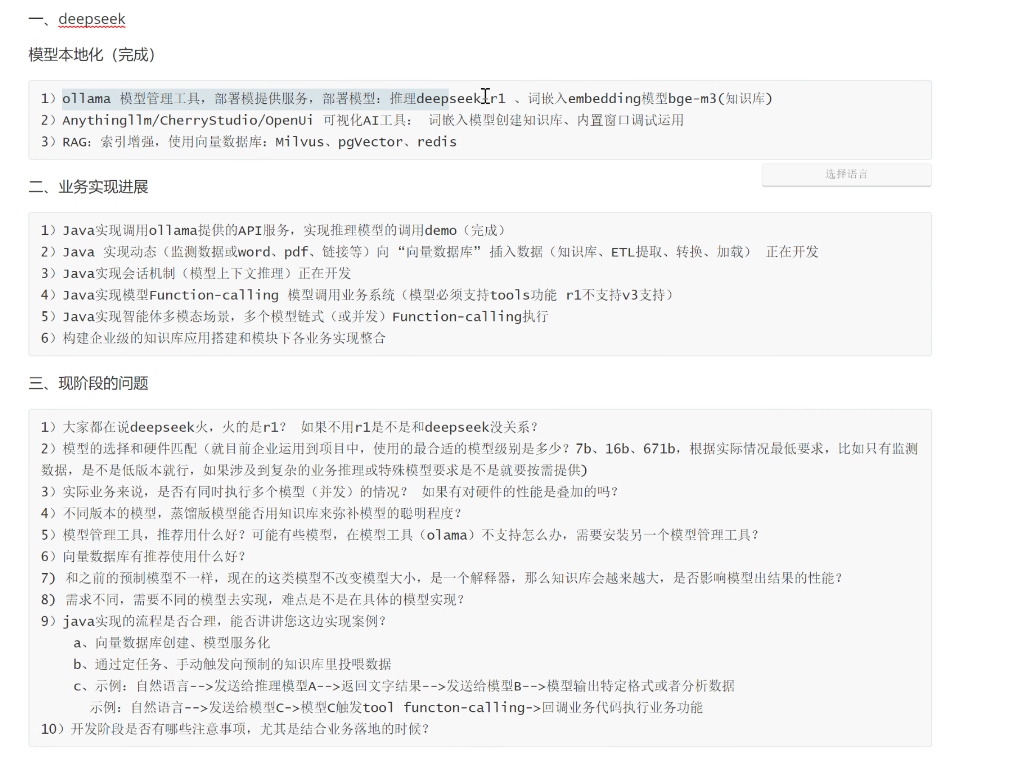 一、deepseek
模型本地化（完成）
1）ollama 模型管理工具，部署模提供服务，部署模型：推理deepseek-r1 、词嵌入embedding模型bge-m3(知识库)
2）Anythingllm/CherryStudio/OpenUi 可视化AI工具： 词嵌入模型创建知识库、内置窗口调试运用
3）RAG：索引增强，使用向量数据库：Milvus、pgVector、redis
选择语言
二、业务实现进展
1）Java实现调用ollama提供的API服务，实现推理模型的调用demo（完成）
2）Java 实现动态（监测数据或word、pdf、链接等）向“向量数据库”插入数据（知识库、ETL提取、转换、加载） 正在开发
3）Java实现会话机制（模型上下文推理）正在开发
4）Java实现模型Function-calling 模型调用业务系统（模型必须支持tools功能 r1不支持v3支持）
5）Java实现智能体多模态场景，多个模型链式（或并发）Function-calling执行
6）构建企业级的知识库应用搭建和模块下各业务实现整合
三、现阶段的问题
1）大家都在说deepseek火，火的是r1？ 如果不用r1是不是和deepseek没关系？
2）模型的选择和硬件匹配（就目前企业运用到项目中，使用的最合适的模型级别是多少？7b、16b、671b，根据实际情况最低要求，比如只有监测
数据，是不是低版本就行，如果涉及到复杂的业务推理或特殊模型要求是不是就要按需提供)
3）实际业务来说，是否有同时执行多个模型（并发）的情况？ 如果有对硬件的性能是叠加的吗？
4）不同版本的模型，蒸馏版模型能否用知识库来弥补模型的聪明程度？
5）模型管理工具，推荐用什么好？可能有些模型，在模型工具（olama）不支持怎么办，需要安装另一个模型管理工具？
6）向量数据库有推荐使用什么好？
7) 和之前的预制模型不一样，现在的这类模型不改变模型大小，是一个解释器，那么知识库会越来越大，是否影响模型出结果的性能？
8) 需求不同，需要不同的模型去实现，难点是不是在具体的模型实现？
9）java实现的流程是否合理，能否讲讲您这边实现案例？
a、向量数据库创建、模型服务化
b、通过定任务、手动触发向预制的知识库里投喂数据
c、示例：自然语言-->发送给推理模型A-->返回文字结果-->发送给模型B-->模型输出特定格式或者分析数据
示例：自然语言-->发送给模型C->模型C触发tool functon-calling->回调业务代码执行业务功能
10）开发阶段是否有哪些注意事项，尤其是结合业务落地的时候？